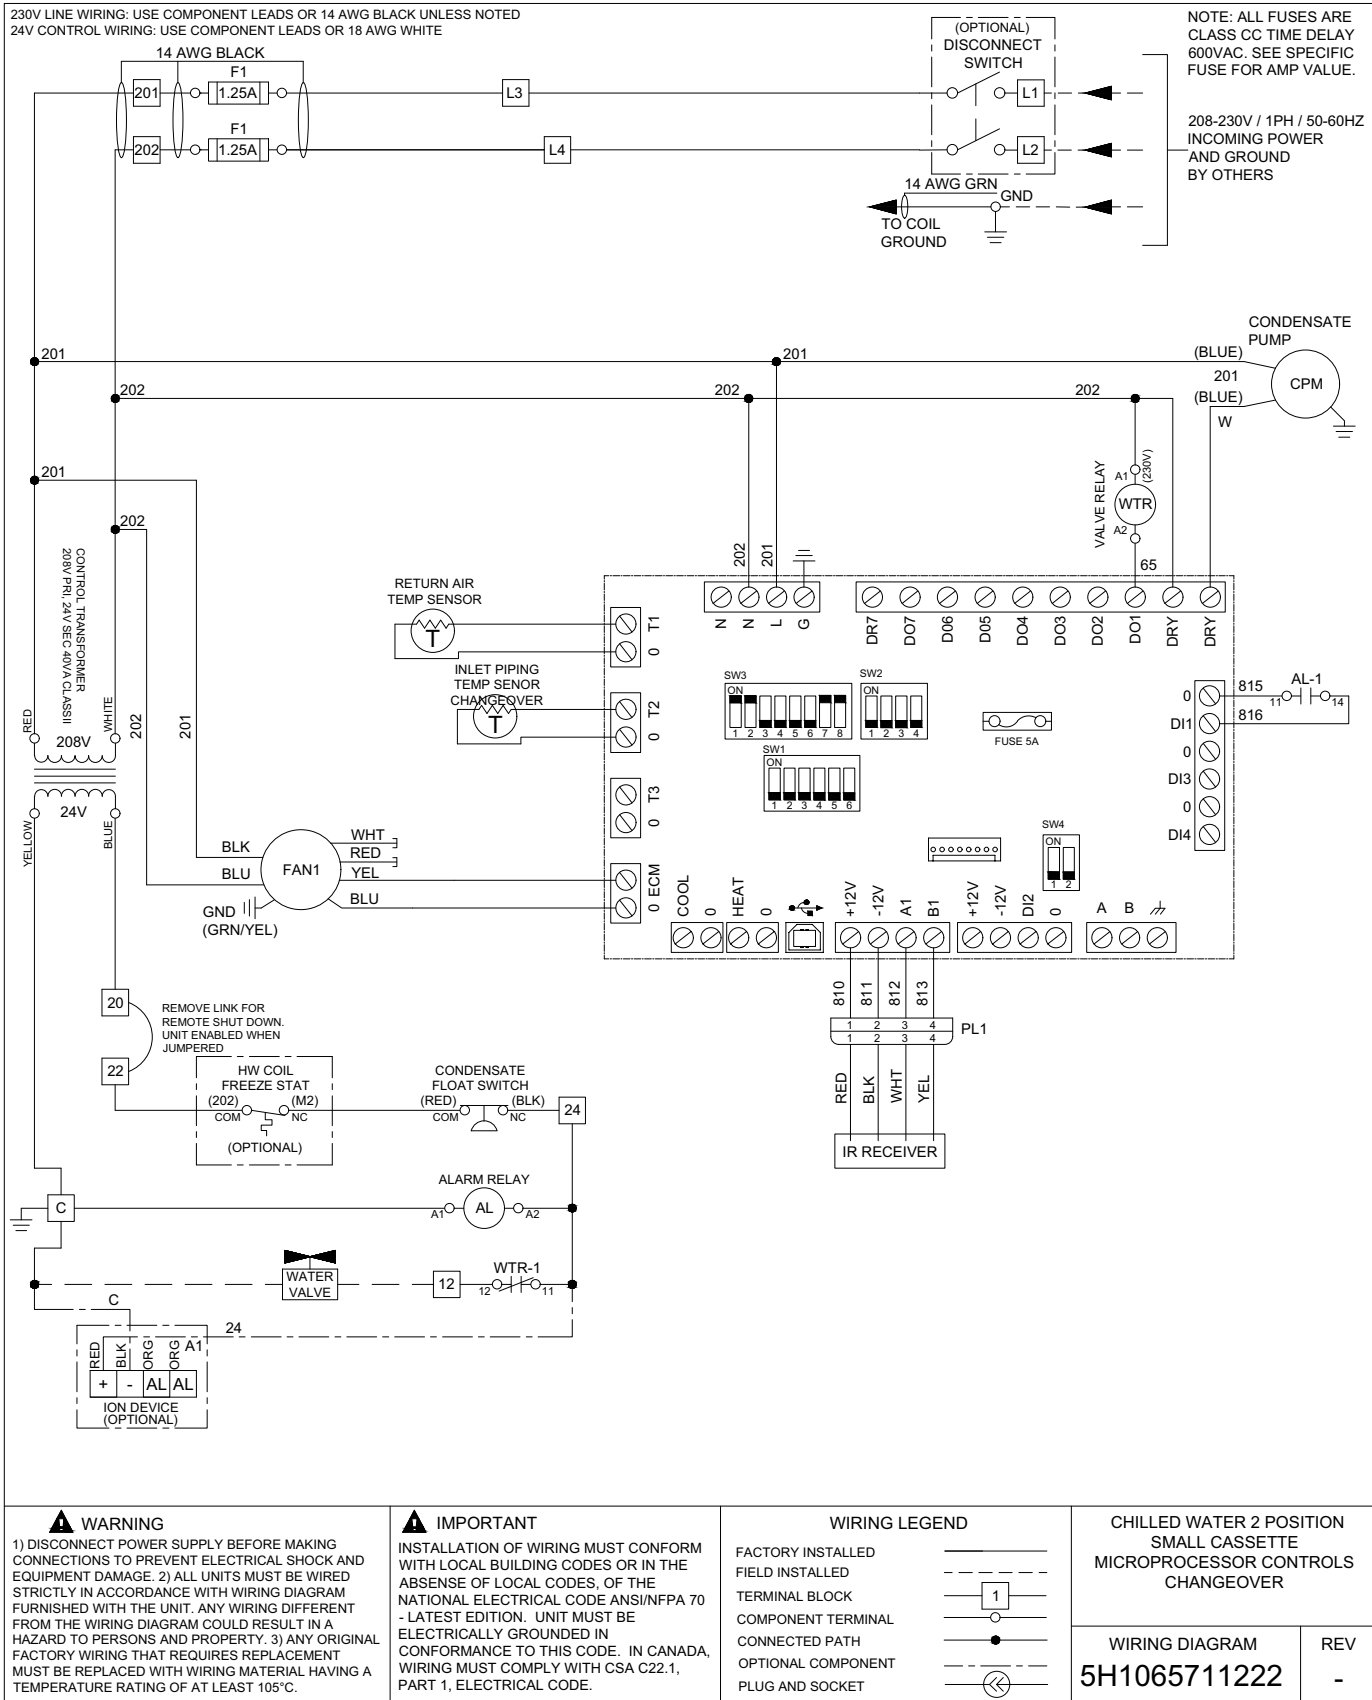 230V LINE WIRING: USE COMPONENT LEADS OR 14 AWG BLACK UNLESS NOTED
24V CONTROL WIRING: USE COMPONENT LEADS OR 18 AWG WHITE
14 AWG BLACK
201
F1
1.25A
L3
202
F1
1.25A
L4
(OPTIONAL)
DISCONNECT
SWITCH
L1
L2
14 AWG GRN
GND
TO COIL
GROUND
NOTE: ALL FUSES ARE
CLASS CC TIME DELAY
600VAC. SEE SPECIFIC
FUSE FOR AMP VALUE.
208-230V / 1PH / 50-60HZ
INCOMING POWER
AND GROUND
BY OTHERS
CONDENSATE
PUMP
(BLUE)
201
(BLUE)
W
CPM
201
201
202
202
202
201
202
VALVE RELAY
A1
(230V)
WTR
A2
65
202
201
CONTROL TRANSFORMER
208V PRI, 24V SEC 40VA CLASSII
RED
WHITE
208V
24V
YELLOW
BLUE
202
201
RETURN AIR
TEMP SENSOR
T
INLET PIPING
TEMP SENOR
CHANGEOVER
T
T1
0
T2
0
T3
0
ECM
0
N
N
L
G
DR7
DO7
D06
D05
DO4
DO3
DO2
DO1
DRY
DRY
SW3
ON
1 2 3 4 5 6 7 8
SW2
ON
1 2 3 4
SW1
ON
1 2 3 4 5 6
FUSE 5A
SW4
ON
1 2
0
DI1
0
DI3
0
DI4
815
816
AL-1
11
14
BLK
BLU
FAN1
WHT
RED
YEL
BLU
GND
(GRN/YEL)
COOL
0
HEAT
0
+12V
-12V
A1
B1
+12V
-12V
DI2
0
A
B
810
811
812
813
1 2 3 4
1 2 3 4
PL1
RED
BLK
WHT
YEL
IR RECEIVER
20
22
REMOVE LINK FOR
REMOTE SHUT DOWN.
UNIT ENABLED WHEN
JUMPERED
HW COIL
FREEZE STAT
(202)
(M2)
COM
NC
(OPTIONAL)
CONDENSATE
FLOAT SWITCH
(RED)
(BLK)
COM
NC
24
C
ALARM RELAY
A1
AL
A2
WATER
VALVE
12
WTR-1
12
11
C
24
RED
BLK
ORG
ORG
A1
+ - AL AL
ION DEVICE
(OPTIONAL)
WARNING
1) DISCONNECT POWER SUPPLY BEFORE MAKING
CONNECTIONS TO PREVENT ELECTRICAL SHOCK AND
EQUIPMENT DAMAGE. 2) ALL UNITS MUST BE WIRED
STRICTLY IN ACCORDANCE WITH WIRING DIAGRAM
FURNISHED WITH THE UNIT. ANY WIRING DIFFERENT
FROM THE WIRING DIAGRAM COULD RESULT IN A
HAZARD TO PERSONS AND PROPERTY. 3) ANY ORIGINAL
FACTORY WIRING THAT REQUIRES REPLACEMENT
MUST BE REPLACED WITH WIRING MATERIAL HAVING A
TEMPERATURE RATING OF AT LEAST 105°C.
IMPORTANT
INSTALLATION OF WIRING MUST CONFORM
WITH LOCAL BUILDING CODES OR IN THE
ABSENSE OF LOCAL CODES, OF THE
NATIONAL ELECTRICAL CODE ANSI/NFPA 70
- LATEST EDITION. UNIT MUST BE
ELECTRICALLY GROUNDED IN
CONFORMANCE TO THIS CODE. IN CANADA,
WIRING MUST COMPLY WITH CSA C22.1,
PART 1, ELECTRICAL CODE.
WIRING LEGEND
FACTORY INSTALLED
FIELD INSTALLED
TERMINAL BLOCK
1
COMPONENT TERMINAL
CONNECTED PATH
OPTIONAL COMPONENT
PLUG AND SOCKET
CHILLED WATER 2 POSITION
SMALL CASSETTE
MICROPROCESSOR CONTROLS
CHANGEOVER
WIRING DIAGRAM
5H1065711222
REV
-